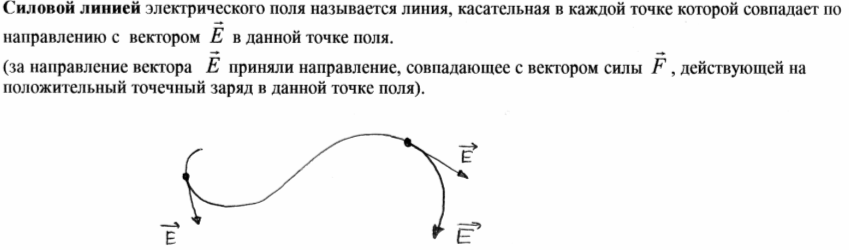 Силовой линией электрического поля называется линия, касательная в каждой точке которой совпадает по
направлению с вектором E⃗ в данной точке поля.
(за направление вектора E⃗ приняли направление, совпадающее с вектором силы F⃗ , действующей на
положительный точечный заряд в данной точке поля).
E⃗
E⃗
E⃗